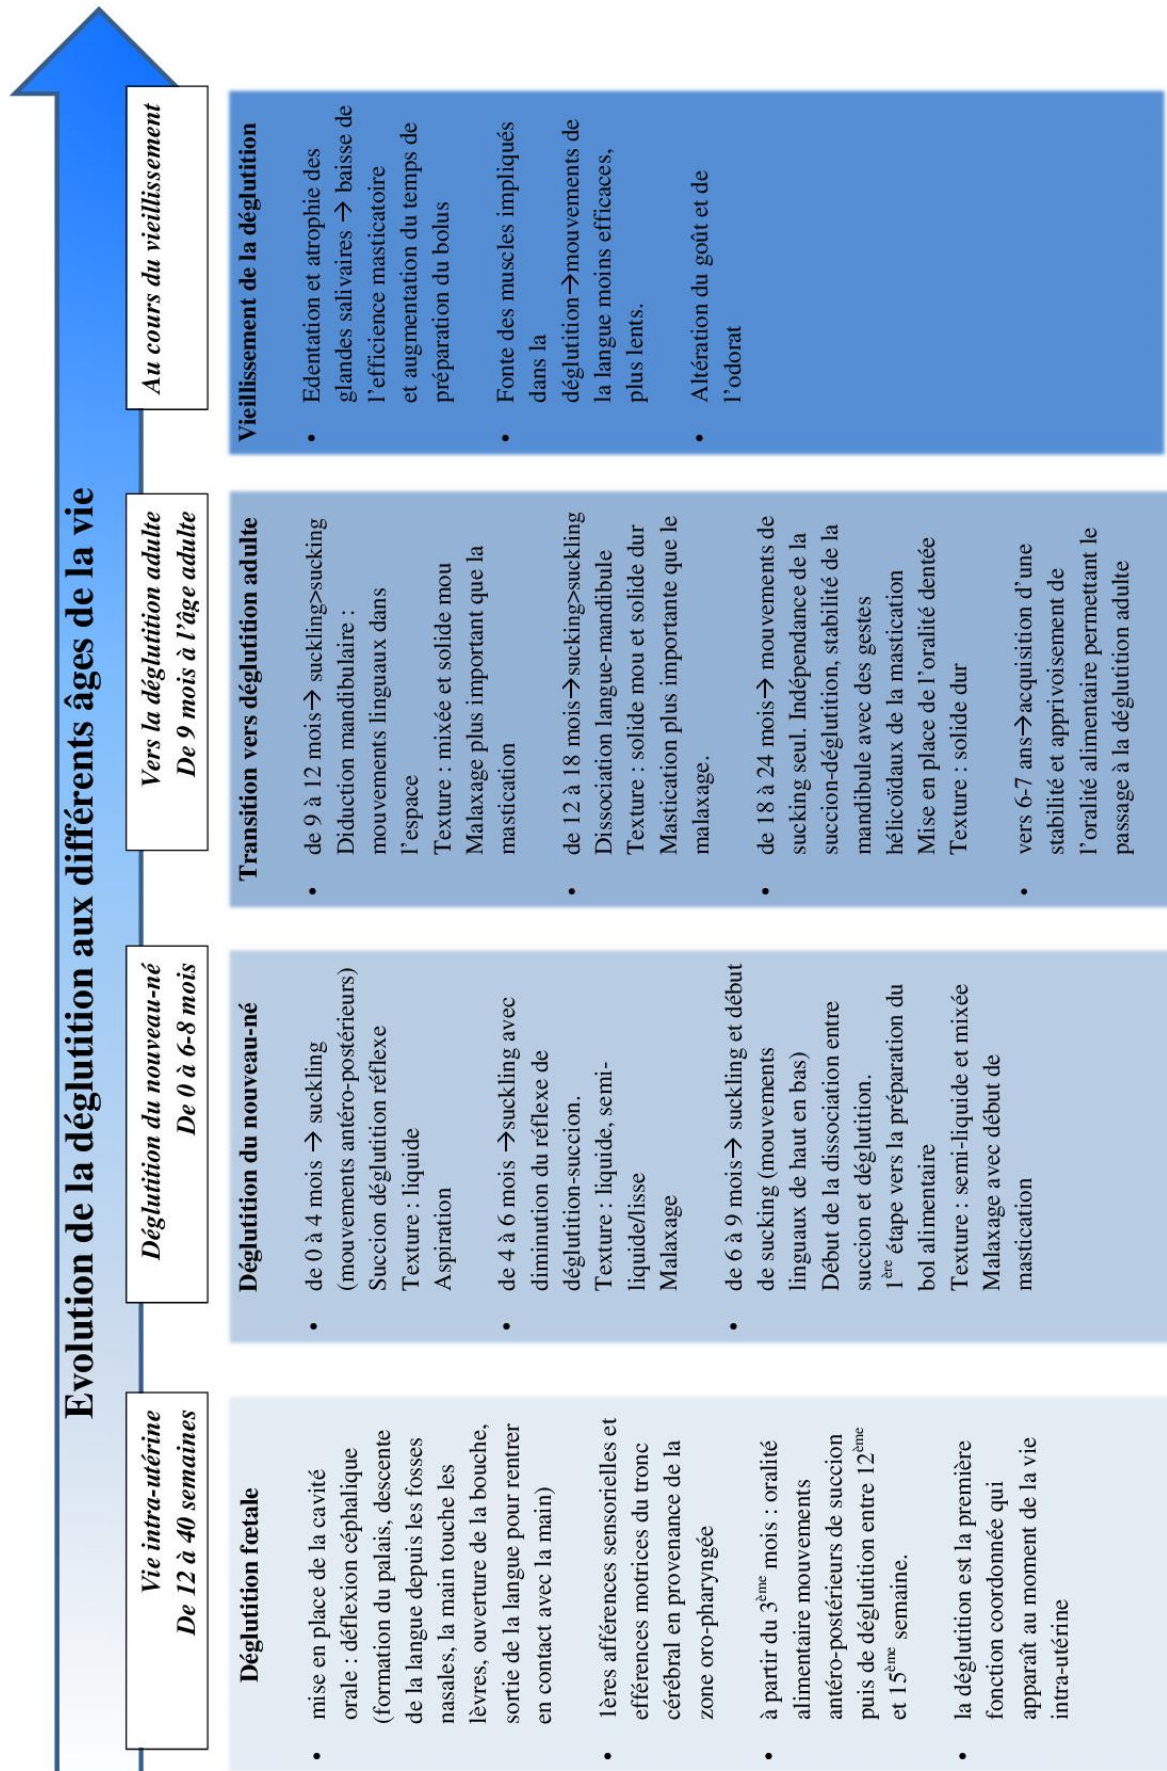 Evolution de la déglutition aux différents âges de la vie
Vie intra-utérine
De 12 à 40 semaines
Déglutition fœtale
• mise en place de la cavité
orale : déflexion céphalique
(formation du palais, descente
de la langue depuis les fosses
nasales, la main touche les
lèvres, ouverture de la bouche,
sortie de la langue pour rentrer
en contact avec la main)
• 1ères afférences sensorielles et
efférences motrices du tronc
cérébral en provenance de la
zone oro-pharyngée
• à partir du 3ème mois : oralité
alimentaire mouvements
antéro-postérieurs de succion
puis de déglutition entre 12ème
et 15ème semaine.
• la déglutition est la première
fonction coordonnée qui
apparaît au moment de la vie
intra-utérine
Déglutition du nouveau-né
De 0 à 6-8 mois
Déglutition du nouveau-né
• de 0 à 4 mois → suckling
(mouvements antéro-postérieurs)
Succion déglutition réflexe
Texture : liquide
Aspiration
• de 4 à 6 mois →suckling avec
diminution du réflexe de
déglutition-succion.
Texture : liquide, semi-
liquide/lisse
Malaxage
• de 6 à 9 mois→ suckling et début
de sucking (mouvements
linguaux de haut en bas)
Début de la dissociation entre
succion et déglutition.
1ère étape vers la préparation du
bol alimentaire
Texture : semi-liquide et mixée
Malaxage avec début de
mastication
Vers la déglutition adulte
De 9 mois à l'âge adulte
Transition vers déglutition adulte
• de 9 à 12 mois→ suckling>sucking
Diduction mandibulaire :
mouvements linguaux dans
l'espace
Texture : mixée et solide mou
Malaxage plus important que la
mastication
• de 12 à 18 mois→sucking>suckling
Dissociation langue-mandibule
Texture : solide mou et solide dur
Mastication plus importante que le
malaxage.
• de 18 à 24 mois→ mouvements de
sucking seul. Indépendance de la
succion-déglutition, stabilité de la
mandibule avec des gestes
hélicoïdaux de la mastication
Mise en place de l'oralité dentée
Texture : solide dur
• vers 6-7 ans→acquisition d'une
stabilité et apprivoisement de
l'oralité alimentaire permettant le
passage à la déglutition adulte
Au cours du vieillissement
Vieillissement de la déglutition
• Edentation et atrophie des
glandes salivaires → baisse de
l'efficience masticatoire
et augmentation du temps de
préparation du bolus
• Fonte des muscles impliqués
dans la
déglutition→mouvements de
la langue moins efficaces,
plus lents.
• Altération du goût et de
l'odorat